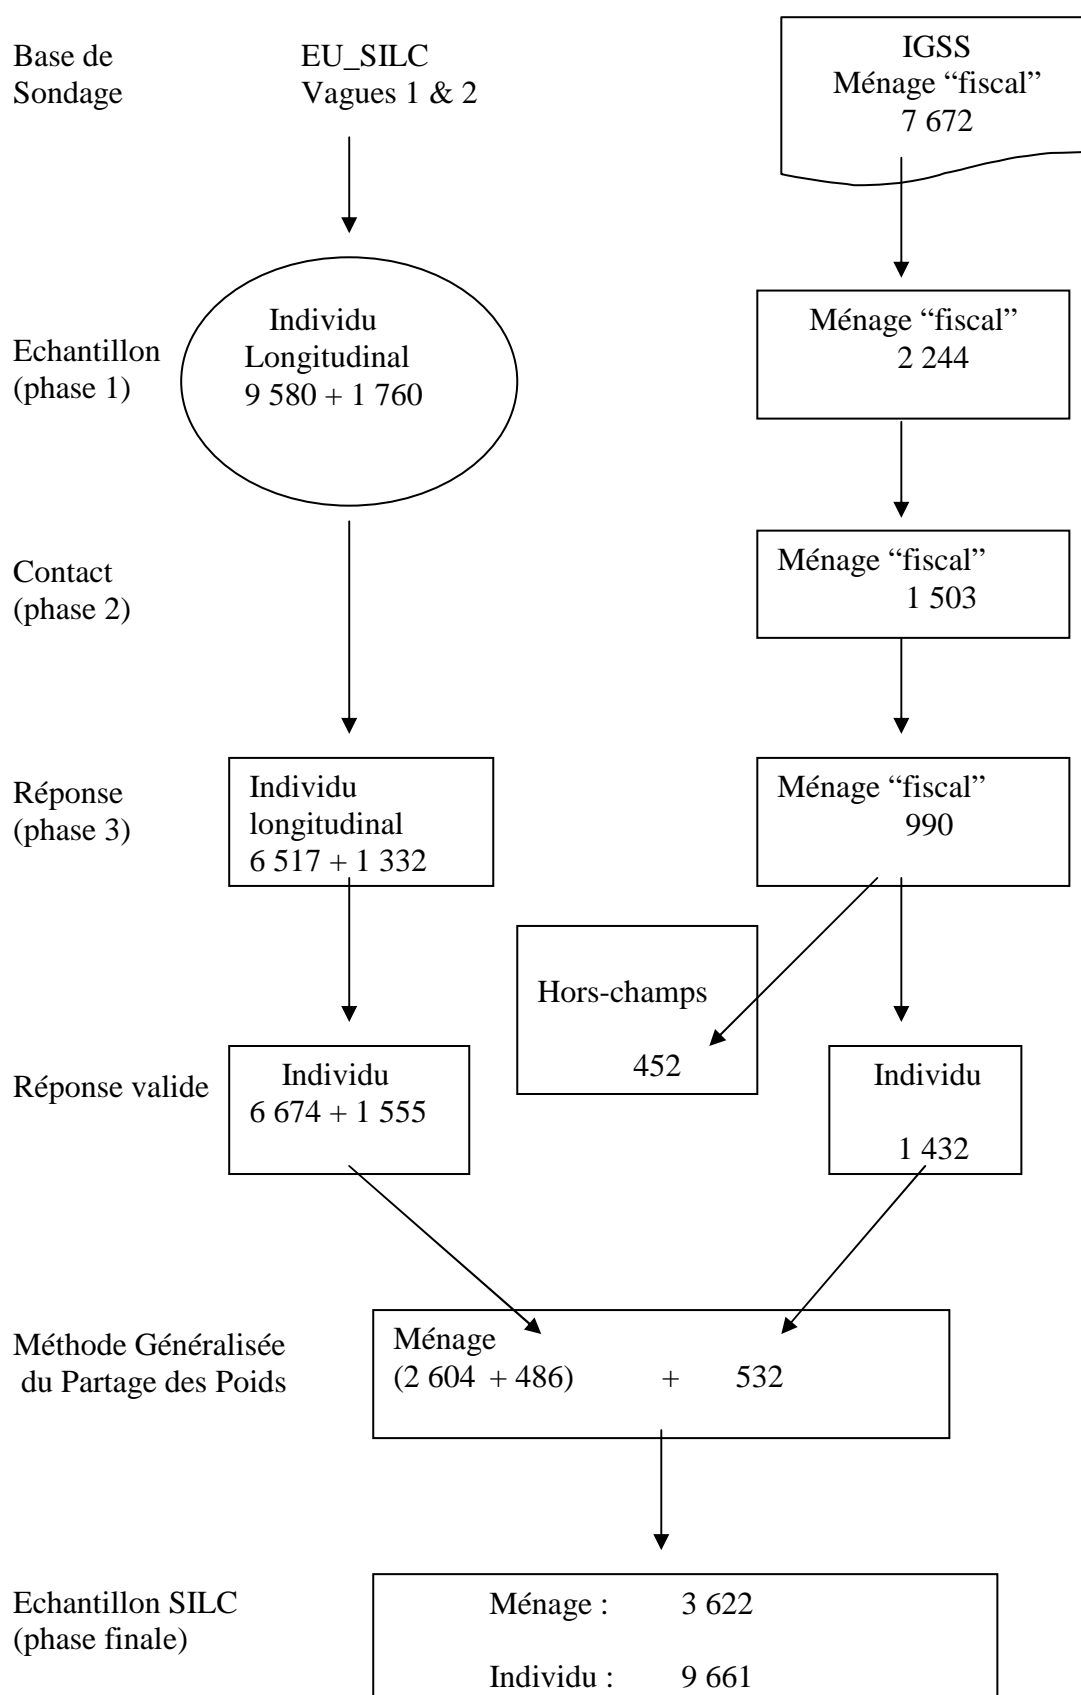 Base de
Sondage
EU_SILC
Vagues 1 & 2
IGSS
Ménage “fiscal”
7 672
Echantillon
(phase 1)
Individu
Longitudinal
9 580 + 1 760
Ménage “fiscal”
2 244
Contact
(phase 2)
Ménage “fiscal”
1 503
Réponse
(phase 3)
Individu
longitudinal
6 517 + 1 332
Ménage “fiscal”
990
Hors-champs
452
Réponse valide
Individu
6 674 + 1 555
Individu
1 432
Méthode Généralisée
du Partage des Poids
Ménage
(2 604 + 486) + 532
Echantillon SILC
(phase finale)
Ménage : 3 622
Individu : 9 661